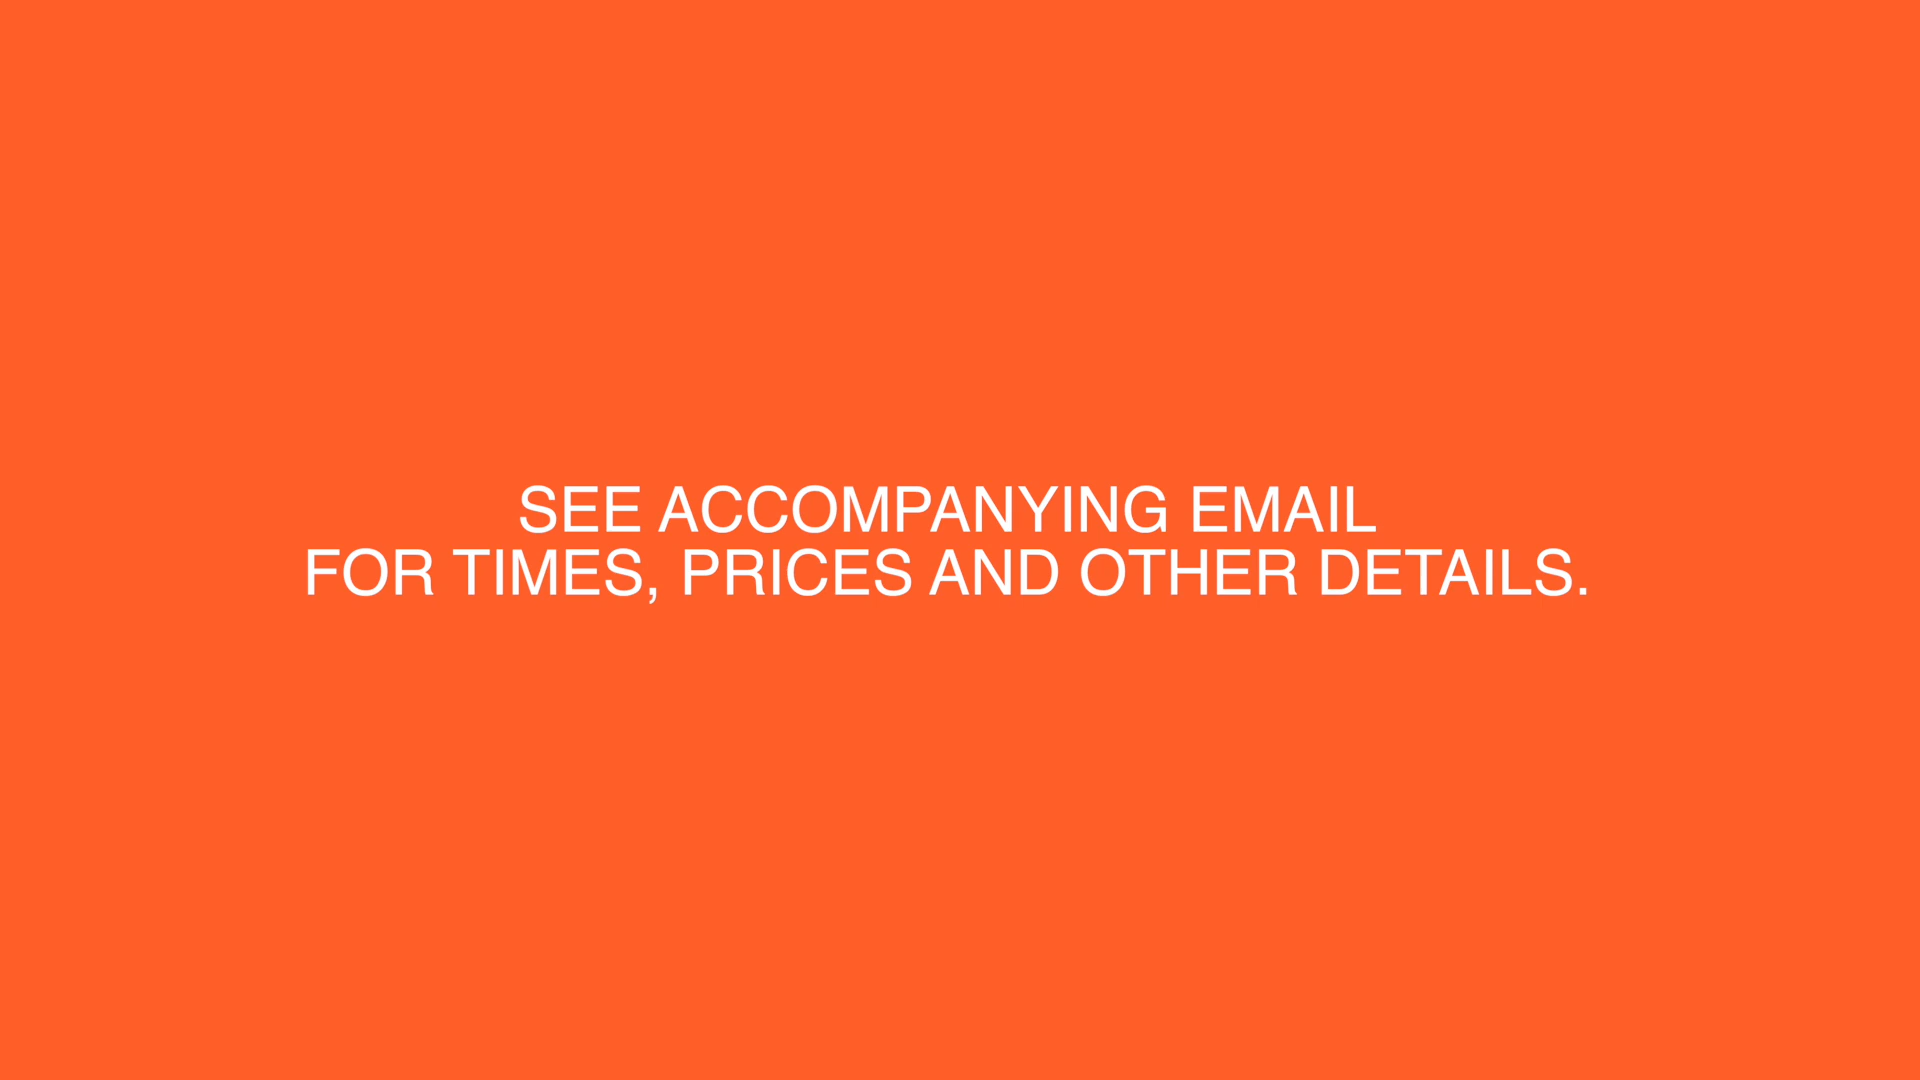 SEE ACCOMPANYING EMAIL
FOR TIMES, PRICES AND OTHER DETAILS.